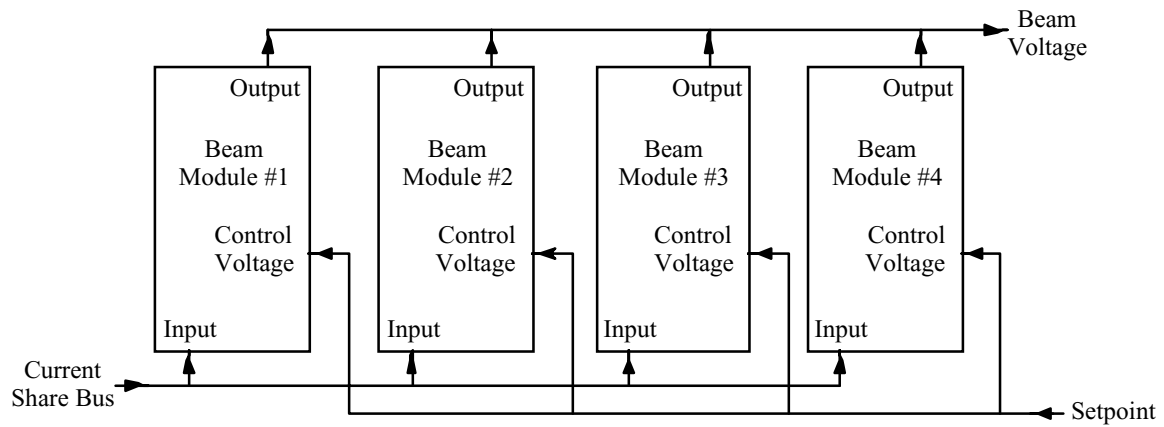 Beam
Voltage
Output
Output
Output
Output
Beam
Module #1
Beam
Module #2
Beam
Module #3
Beam
Module #4
Control
Voltage
Control
Voltage
Control
Voltage
Control
Voltage
Input
Input
Input
Input
Current
Share Bus
Setpoint